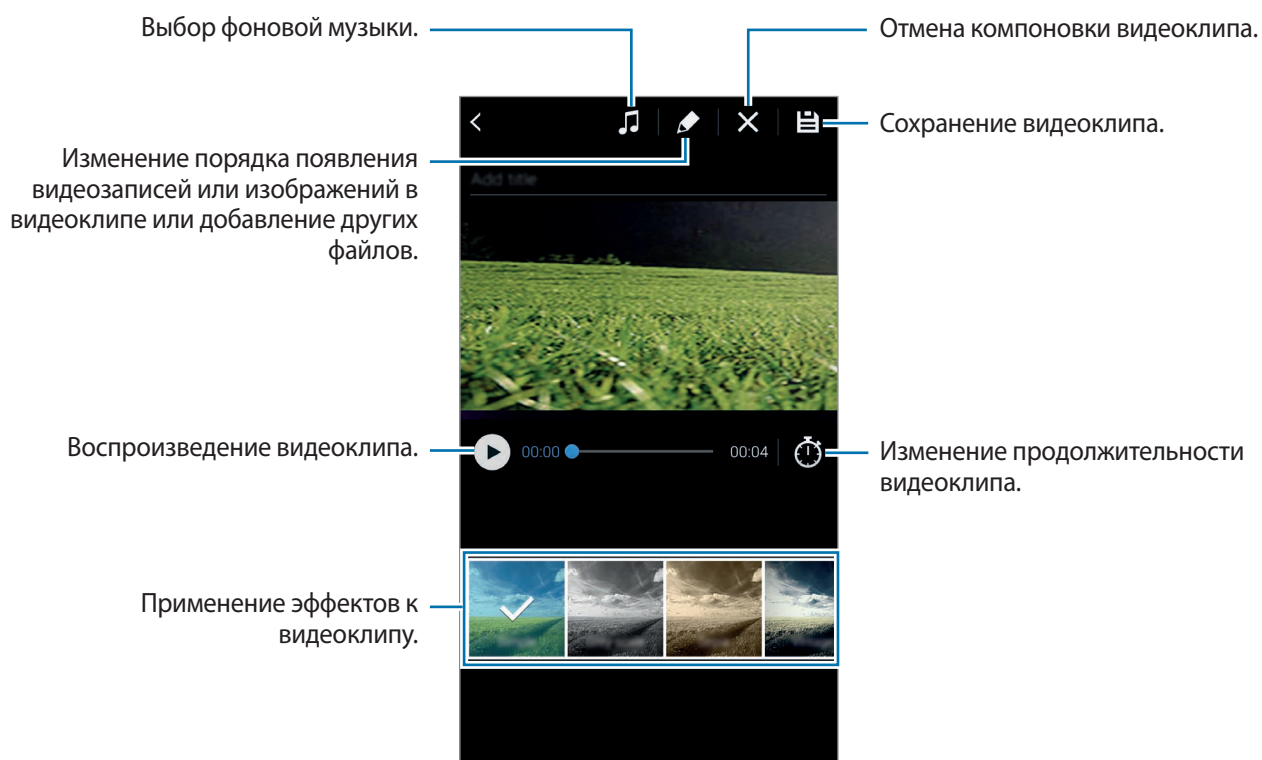 Выбор фоновой музыки.
Отмена компоновки видеоклипа.
Сохранение видеоклипа.
Изменение порядка появления
видеозаписей или изображений в
видеоклипе или добавление других
файлов.
Add title
Воспроизведение видеоклипа.
00:00
00:04
Изменение продолжительности
видеоклипа.
Применение эффектов к
видеоклипу.